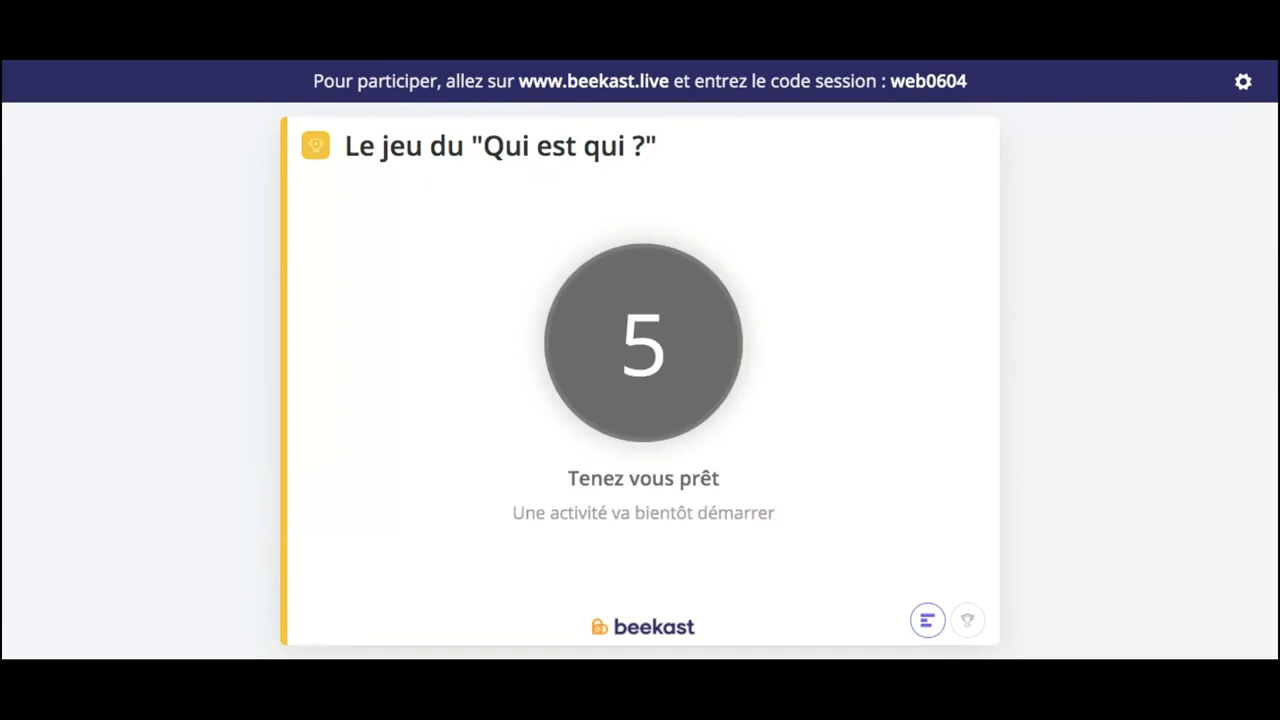 Pour participer, allez sur www.beekast.live et entrez le code session : web0604
Le jeu du "Qui est qui ?"
5
Tenez vous prêt
Une activité va bientôt démarrer
beekast